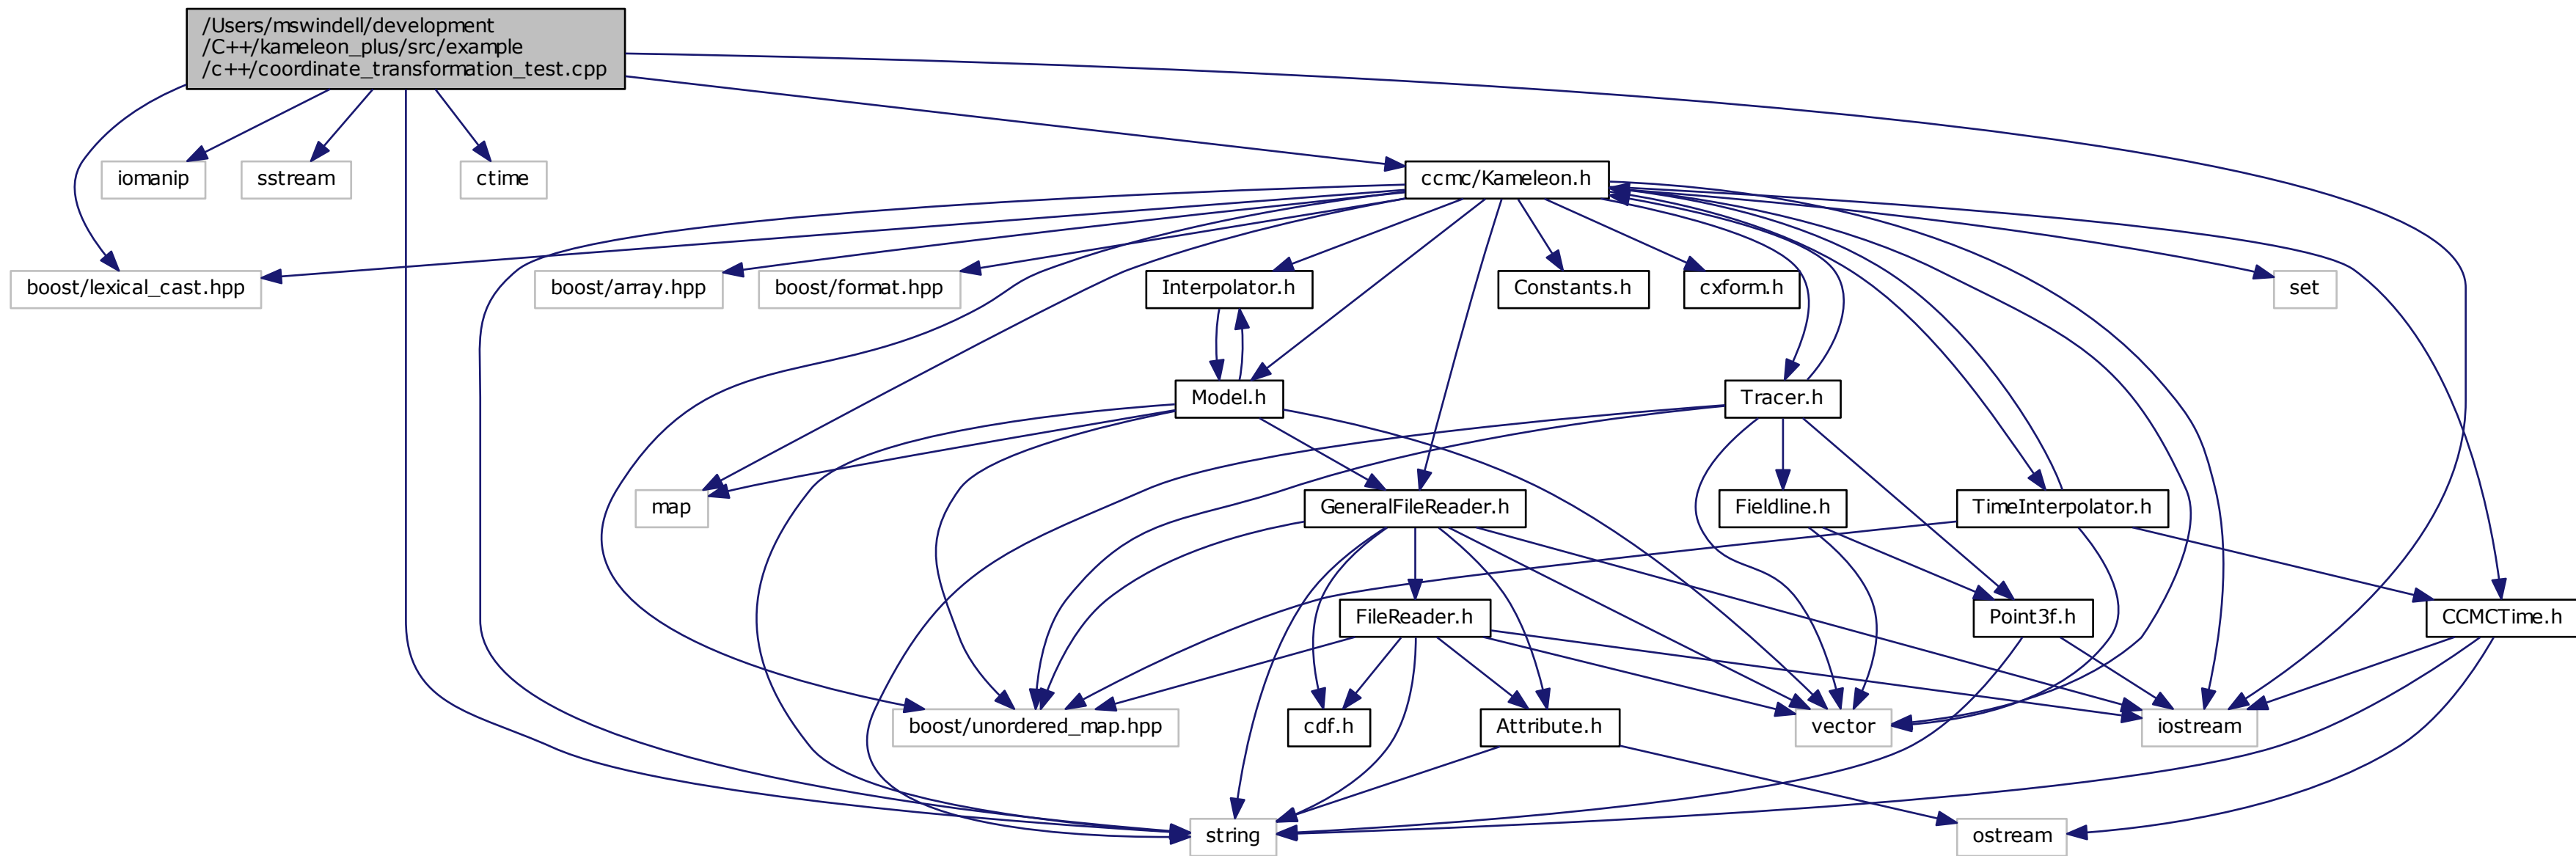 /Users/mswindell/development
/C++/kameleon_plus/src/example
/c++/coordinate_transformation_test.cpp
iomanip
sstream
ctime
ccmc/Kameleon.h
boost/lexical_cast.hpp
boost/array.hpp
boost/format.hpp
Interpolator.h
Constants.h
cxform.h
set
Model.h
Tracer.h
map
GeneralFileReader.h
Fieldline.h
TimeInterpolator.h
FileReader.h
Point3f.h
CCMCTime.h
boost/unordered_map.hpp
cdf.h
Attribute.h
vector
iostream
string
ostream